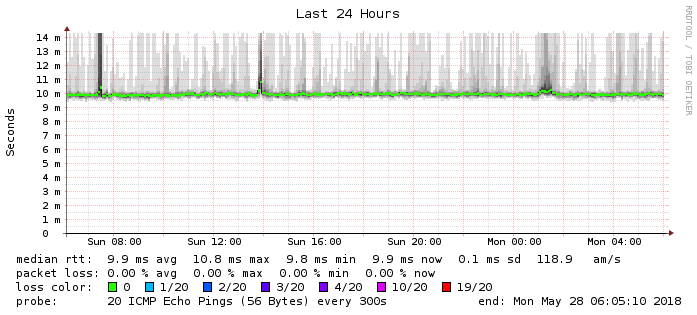 Last 24 Hours
RRDTOOL / TOBI OETIKER
Seconds
14 m
13 m
12 m
11 m
10 m
9 m
8 m
7 m
6 m
5 m
4 m
3 m
2 m
1 m
0
Sun 08:00 Sun 12:00 Sun 16:00 Sun 20:00 Mon 00:00 Mon 04:00
median rtt: 9.9 ms avg 10.8 ms max 9.8 ms min 9.9 ms now 0.1 ms sd 118.9 am/s
packet loss: 0.00 % avg 0.00 % max 0.00 % min 0.00 % now
loss color: 0 1/20 2/20 3/20 4/20 10/20 19/20
probe: 20 ICMP Echo Pings (56 Bytes) every 300s end: Mon May 28 06:05:10 2018